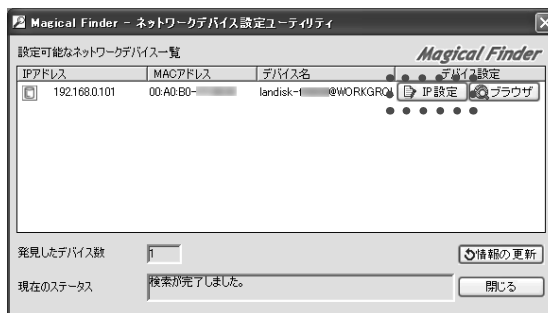 Magical Finder - ネットワークデバイス設定ユーティリティ
設定可能なネットワークデバイス一覧
Magical Finder
IPアドレス MACアドレス デバイス名 デバイス設定
192.168.0.101 00:A0:B0- landisk-f @WORKGROU IP設定 ブラウザ
発見したデバイス数 1 情報の更新
現在のステータス 検索が完了しました。 閉じる